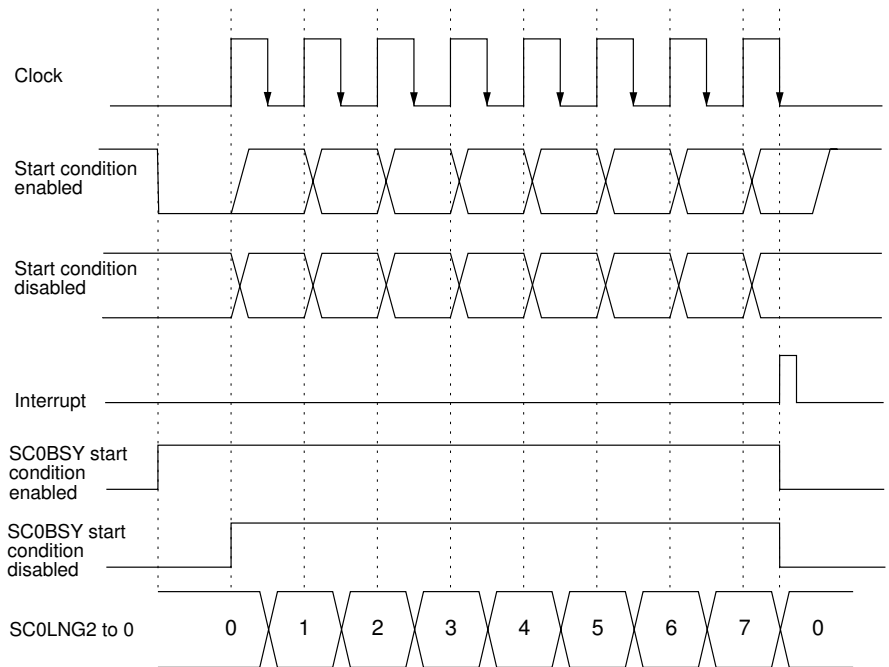 Clock
Start condition
enabled
Start condition
disabled
Interrupt
SC0BSY start
condition
enabled
SC0BSY start
condition
disabled
SC0LNG2 to 0 0 1 2 3 4 5 6 7 0